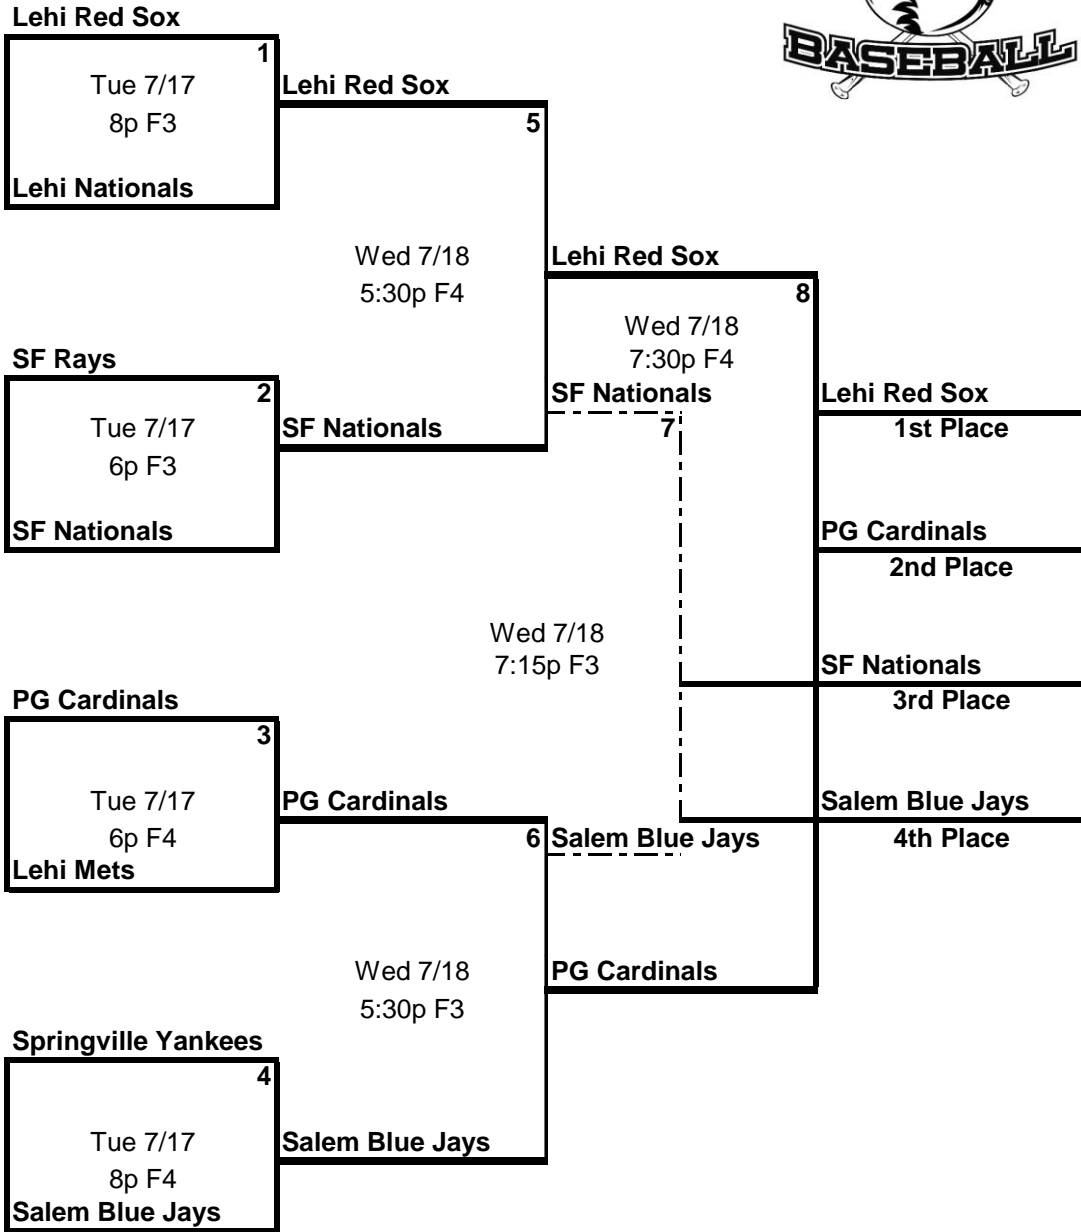 Lehi Red Sox
BASEBALL
1
Tue 7/17
8p F3
Lehi Red Sox
5
Lehi Nationals
Wed 7/18
5:30p F4
Lehi Red Sox
8
Wed 7/18
7:30p F4
SF Rays
2
Tue 7/17
6p F3
SF Nationals
SF Nationals
7
Lehi Red Sox
1st Place
SF Nationals
PG Cardinals
2nd Place
Wed 7/18
7:15p F3
SF Nationals
3rd Place
PG Cardinals
3
Tue 7/17
6p F4
PG Cardinals
6
Salem Blue Jays
Salem Blue Jays
4th Place
Lehi Mets
Wed 7/18
5:30p F3
PG Cardinals
Springville Yankees
4
Tue 7/17
8p F4
Salem Blue Jays
Salem Blue Jays